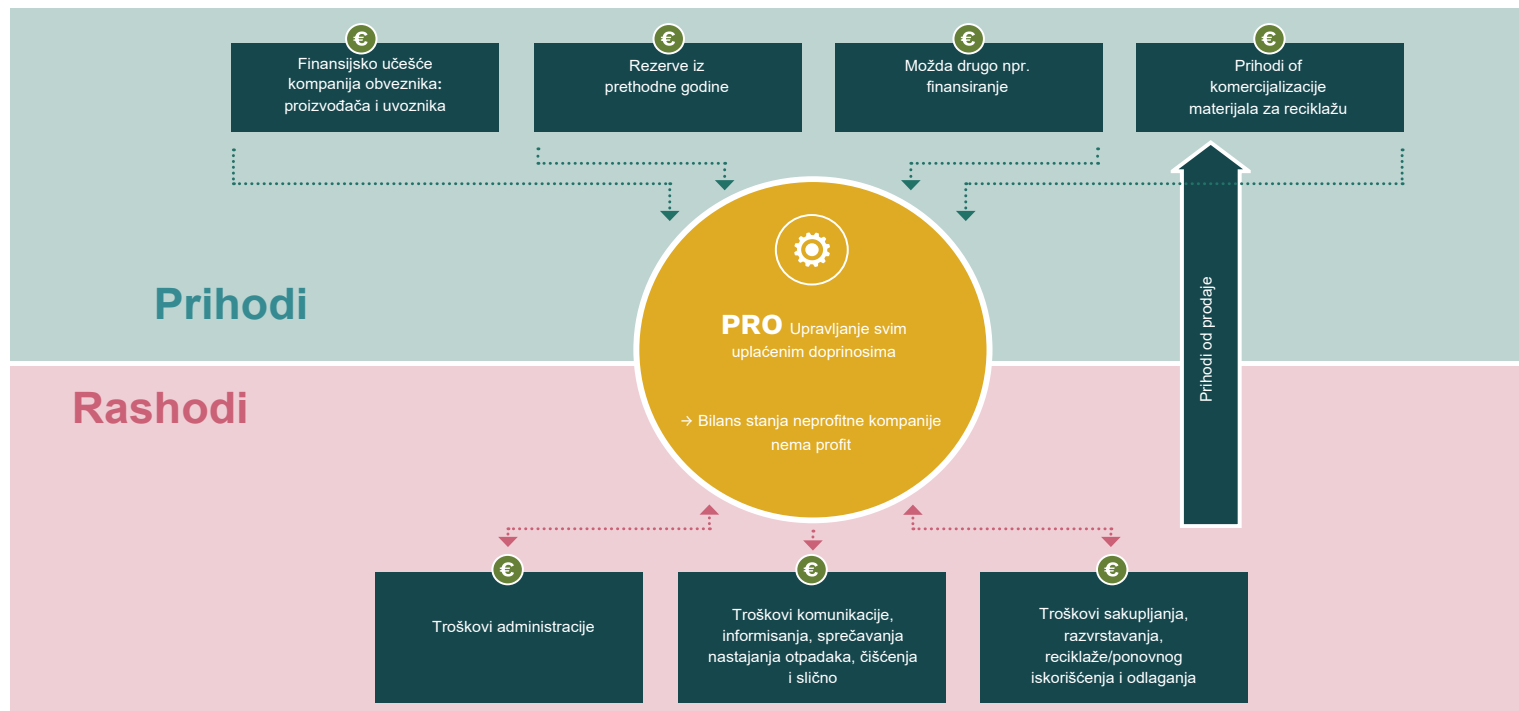 €
Finansijsko učešće
kompanija obveznika:
proizvođača i uvoznika
€
Rezerve iz
prethodne godine
€
Možda drugo npr.
finansiranje
€
Prihodi of
komercijalizacije
materijala za reciklažu
Prihodi
PRO Upravljanje svim
uplaćenim doprinosima
→ Bilans stanja neprofitne kompanije
nema profit
Prihodi od prodaje
Rashodi
€
Troškovi administracije
€
Troškovi komunikacije,
informisanja, sprečavanja
nastajanja otpadaka, čišćenja
i slično
€
Troškovi sakupljanja,
razvrstavanja,
reciklaže/ponovnog
iskorišćenja i odlaganja